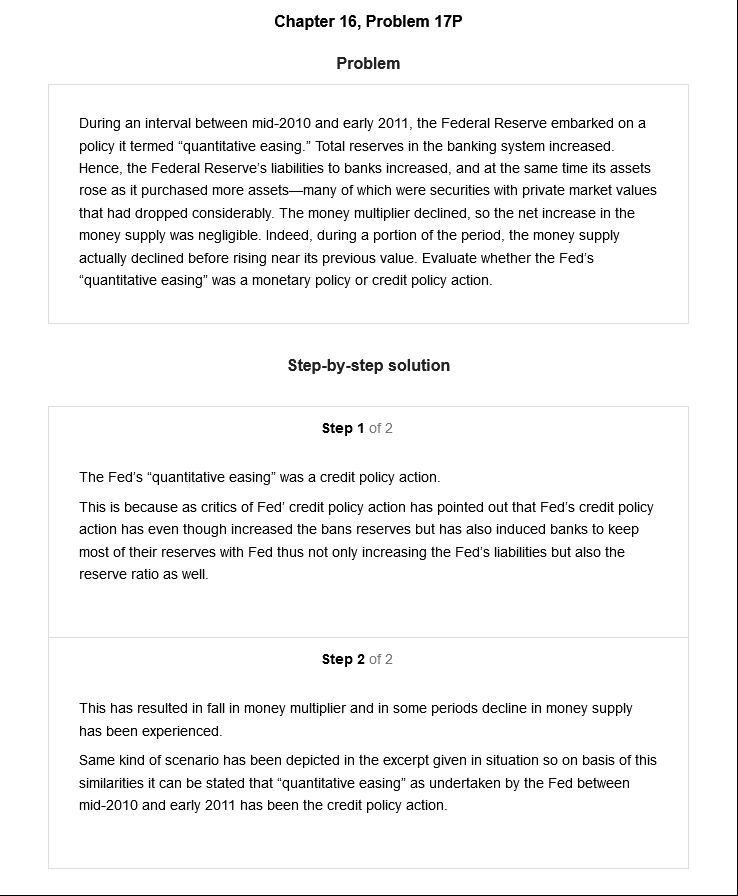 Chapter 16, Problem 17P
Problem
During an interval between mid-2010 and early 2011, the Federal Reserve embarked on a
policy it termed “quantitative easing.” Total reserves in the banking system increased.
Hence, the Federal Reserve’s liabilities to banks increased, and at the same time its assets
rose as it purchased more assets—many of which were securities with private market values
that had dropped considerably. The money multiplier declined, so the net increase in the
money supply was negligible. Indeed, during a portion of the period, the money supply
actually declined before rising near its previous value. Evaluate whether the Fed’s
“quantitative easing” was a monetary policy or credit policy action.
Step-by-step solution
Step 1 of 2
The Fed’s “quantitative easing” was a credit policy action.
This is because as critics of Fed’ credit policy action has pointed out that Fed’s credit policy
action has even though increased the bans reserves but has also induced banks to keep
most of their reserves with Fed thus not only increasing the Fed’s liabilities but also the
reserve ratio as well.
Step 2 of 2
This has resulted in fall in money multiplier and in some periods decline in money supply
has been experienced.
Same kind of scenario has been depicted in the excerpt given in situation so on basis of this
similarities it can be stated that “quantitative easing” as undertaken by the Fed between
mid-2010 and early 2011 has been the credit policy action.